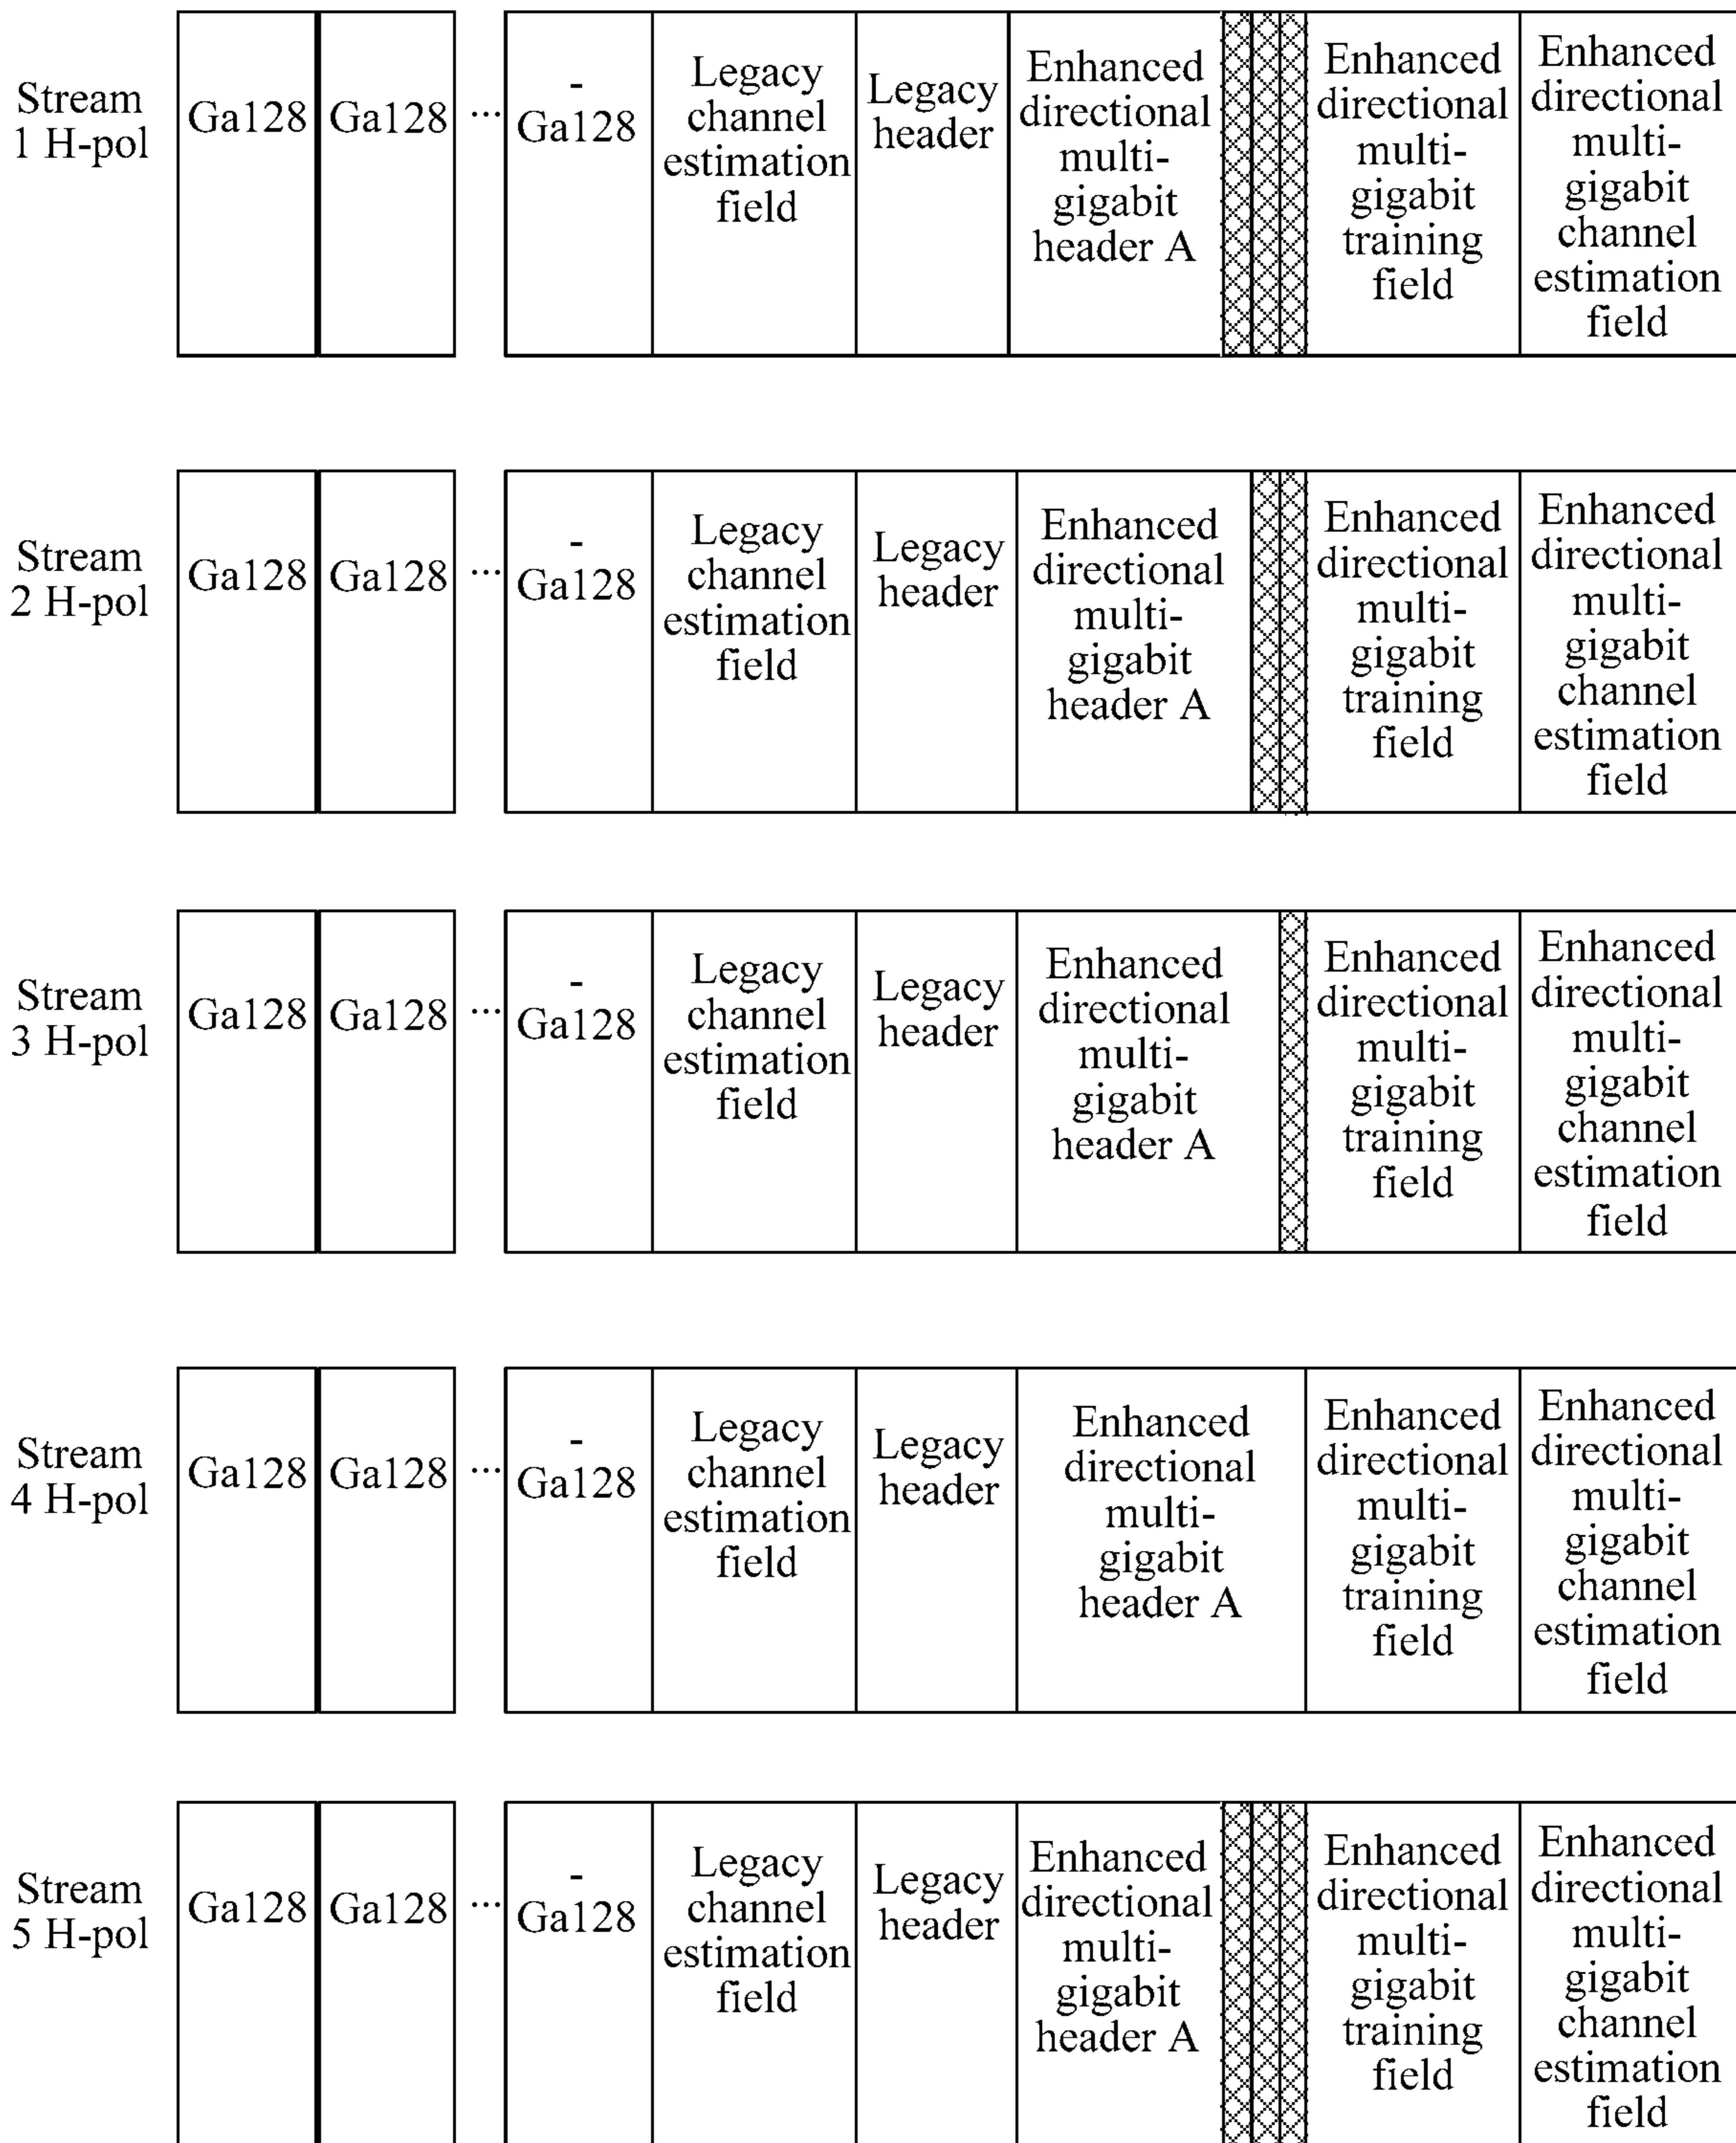 Stream
1 H-pol
Ga128
Ga128
...
-
Ga128
Legacy
channel
estimation
field
Legacy
header
Enhanced
directional
multi-
gigabit
header A
Enhanced
directional
multi-
gigabit
training
field
Enhanced
directional
multi-
gigabit
channel
estimation
field
Stream
2 H-pol
Ga128
Ga128
...
-
Ga128
Legacy
channel
estimation
field
Legacy
header
Enhanced
directional
multi-
gigabit
header A
Enhanced
directional
multi-
gigabit
training
field
Enhanced
directional
multi-
gigabit
channel
estimation
field
Stream
3 H-pol
Ga128
Ga128
...
-
Ga128
Legacy
channel
estimation
field
Legacy
header
Enhanced
directional
multi-
gigabit
header A
Enhanced
directional
multi-
gigabit
training
field
Enhanced
directional
multi-
gigabit
channel
estimation
field
Stream
4 H-pol
Ga128
Ga128
...
-
Ga128
Legacy
channel
estimation
field
Legacy
header
Enhanced
directional
multi-
gigabit
header A
Enhanced
directional
multi-
gigabit
training
field
Enhanced
directional
multi-
gigabit
channel
estimation
field
Stream
5 H-pol
Ga128
Ga128
...
-
Ga128
Legacy
channel
estimation
field
Legacy
header
Enhanced
directional
multi-
gigabit
header A
Enhanced
directional
multi-
gigabit
training
field
Enhanced
directional
multi-
gigabit
channel
estimation
field